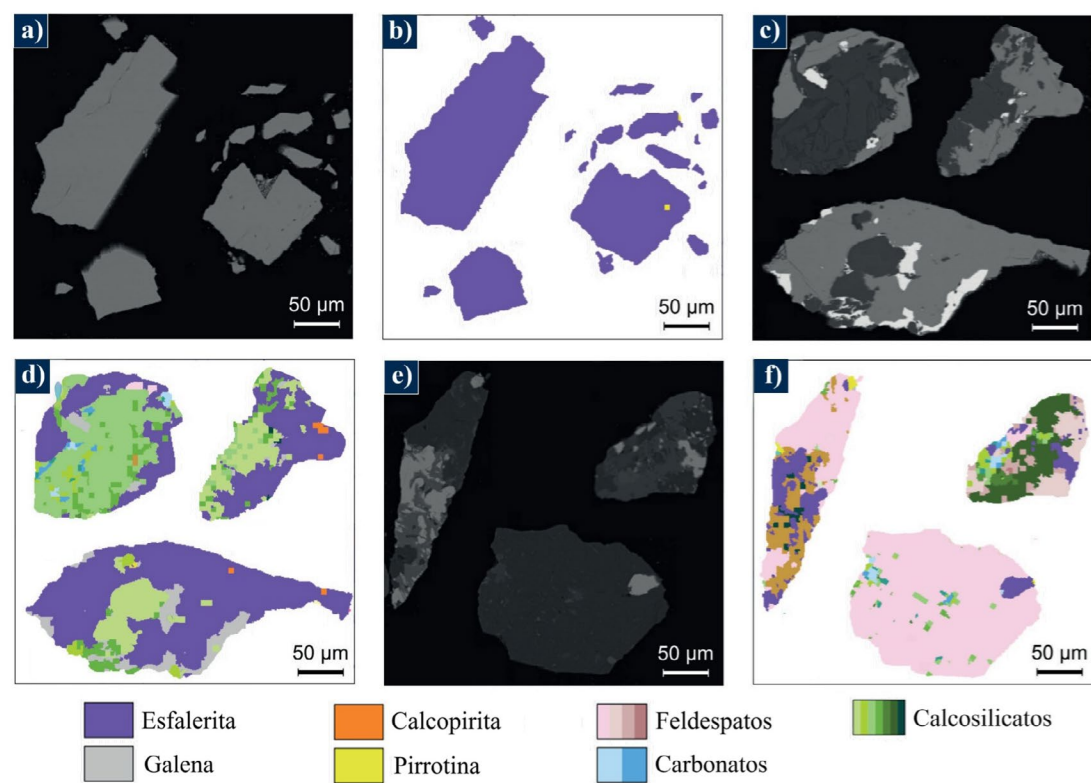 a)
b)
c)
50 µm
50 µm
50 µm
d)
e)
f)
50 µm
50 µm
50 µm
Esfalerita
Calcopirita
Feldespatos
Calcosilicatos
Galena
Pirrotina
Carbonatos